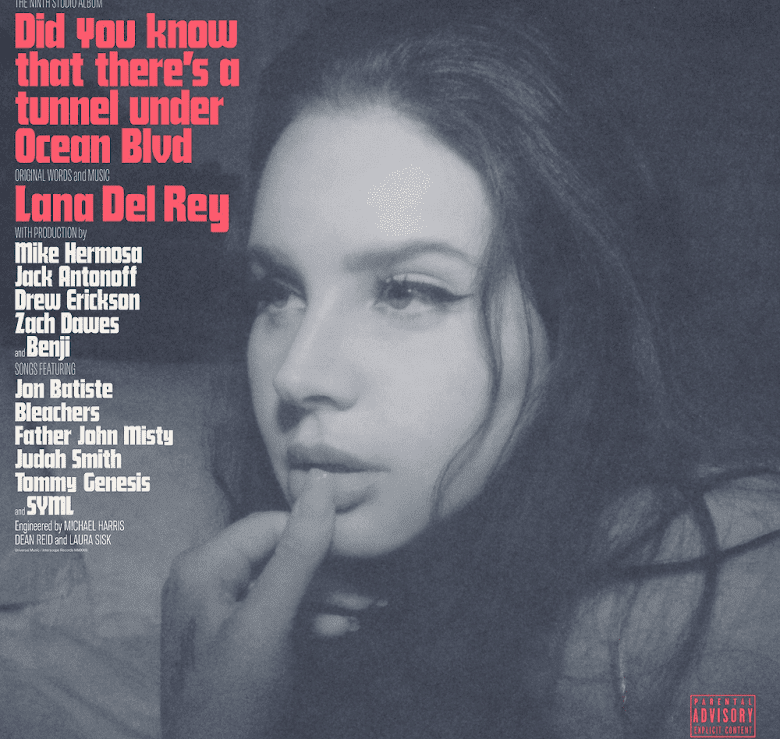 THE NINTH STUDIO ALBUM
Did you know
that there's a
tunnel under
Ocean Blvd
ORIGINAL WORDS and MUSIC
Lana Del Rey
WITH PRODUCTION by
Mike Hermosa
Jack Antonoff
Drew Erickson
Zach Dawes
and Benji
SONGS FEATURING
Jon Batiste
Bleachers
Father John Misty
Judah Smith
Tommy Genesis
and SYML
Engineered by MICHAEL HARRIS
DEAN REID and LAURA SISK
PARENTAL
ADVISORY
EXPLICIT CONTENT